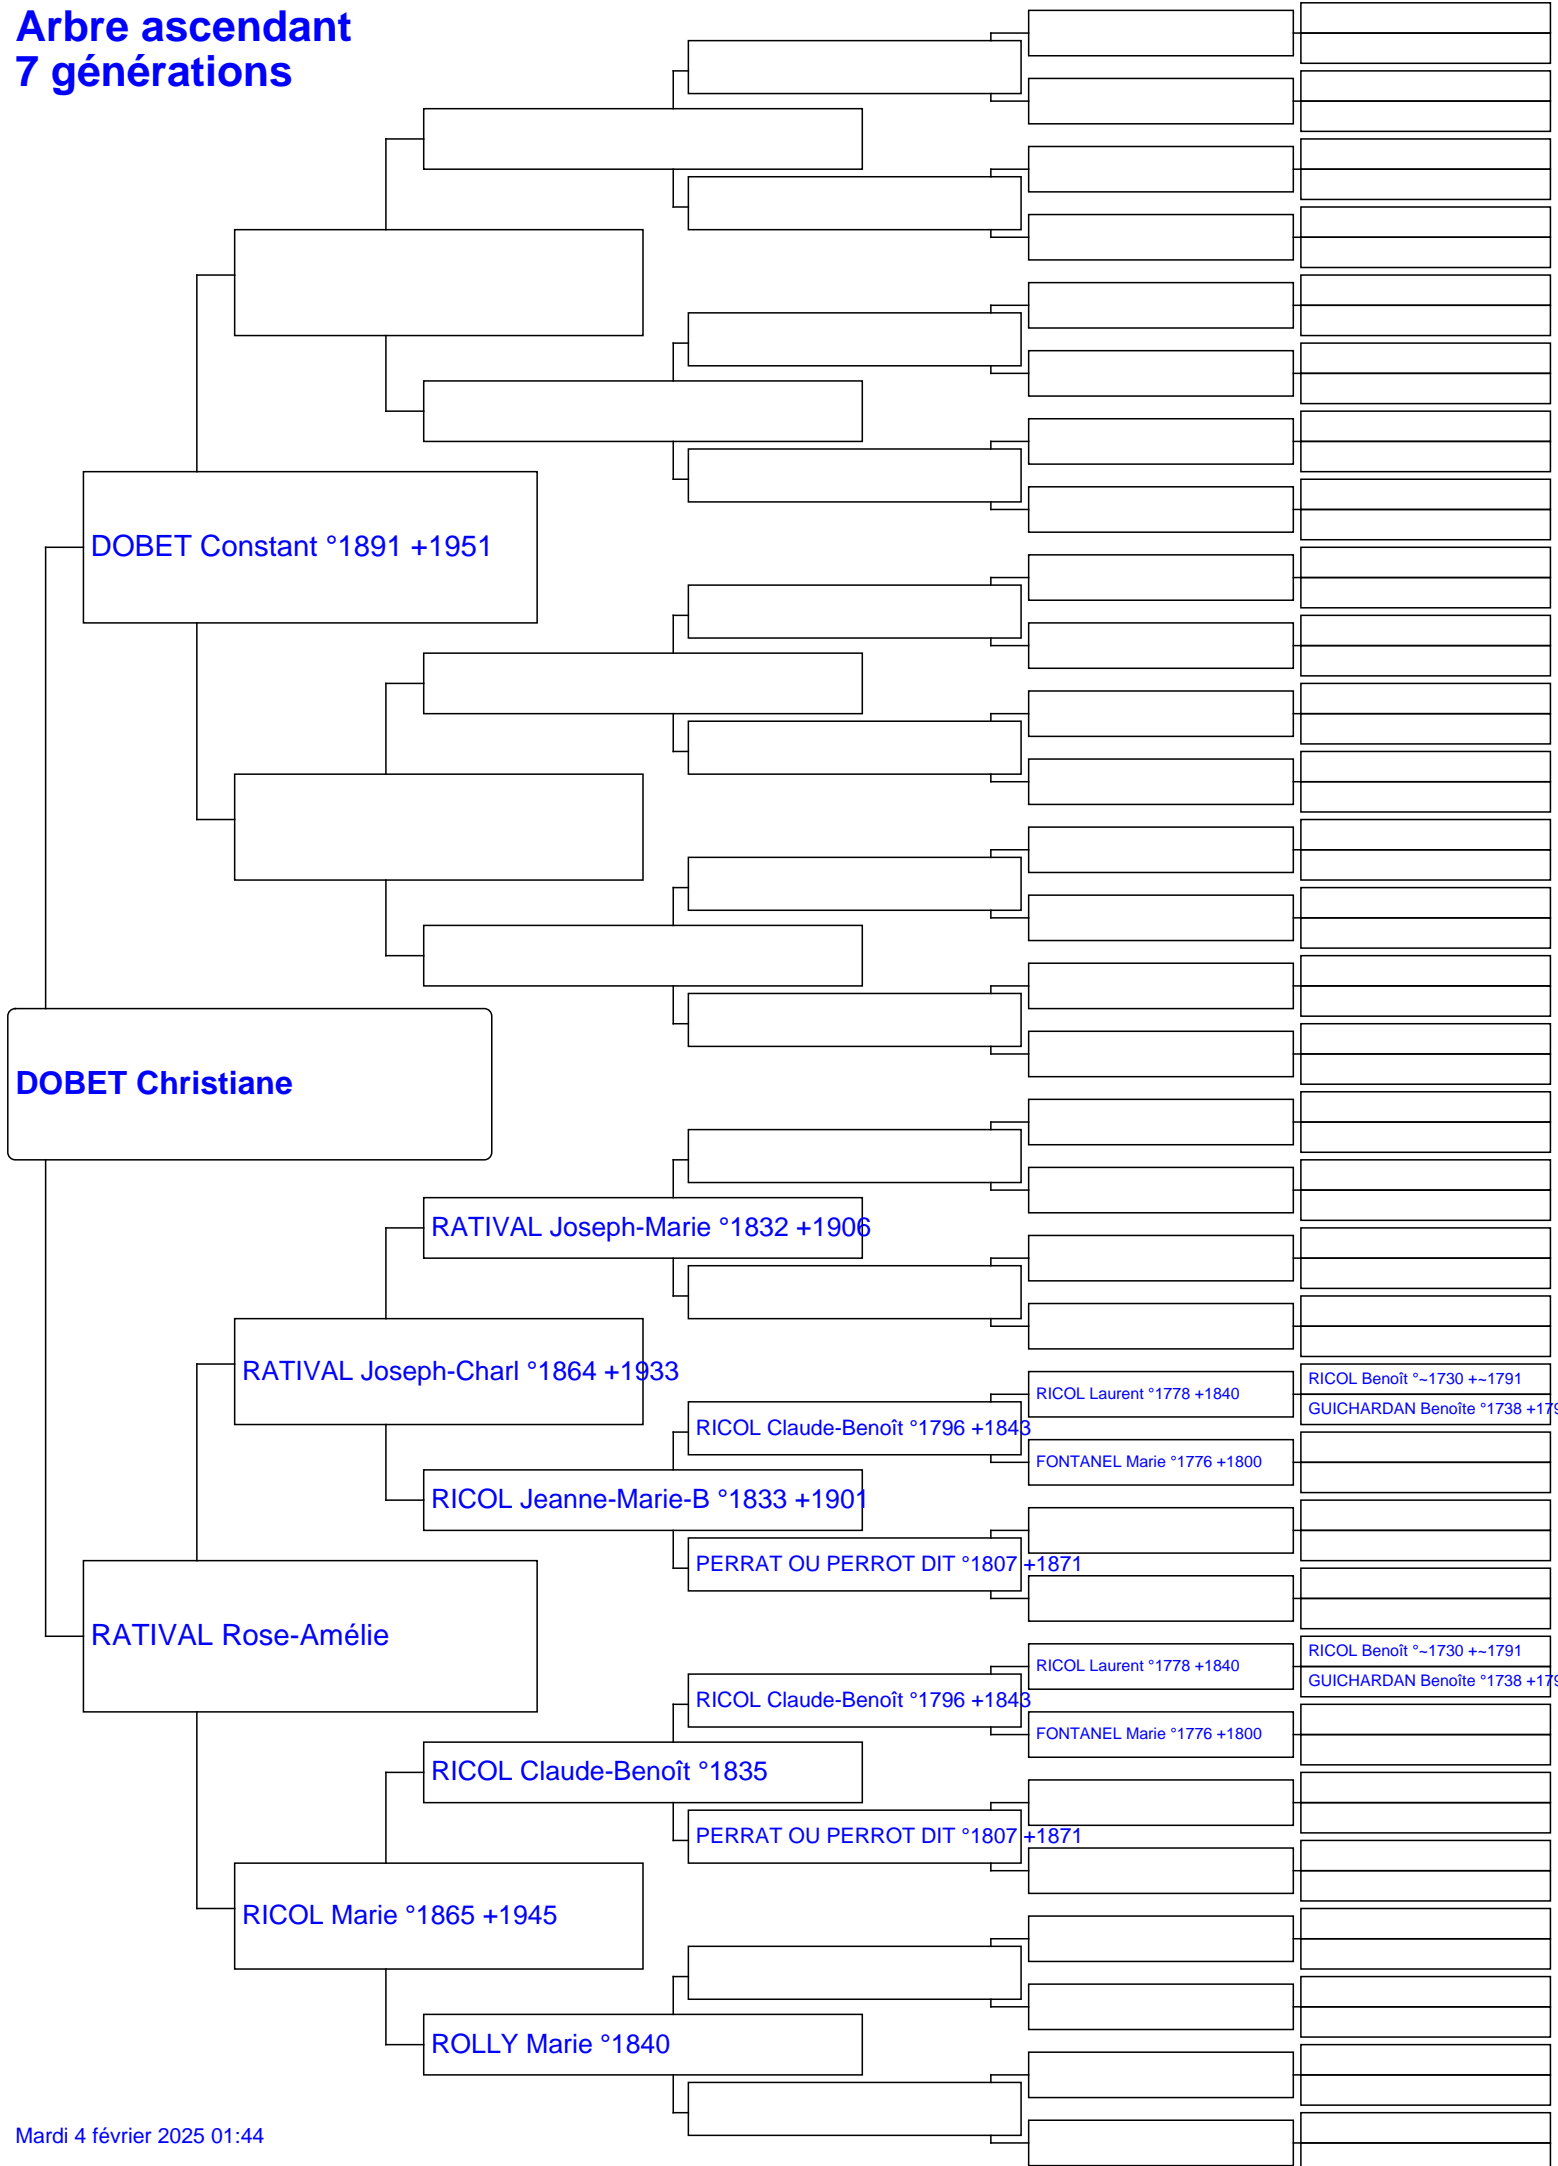 Arbre ascendant
7 générations
DOBET Constant °1891 +1951
DOBET Christiane
RATIVAL Joseph-Marie °1832 +1906
RATIVAL Joseph-Charl °1864 +1933
RICOL Benoît °~1730 +~1791
RICOL Laurent °1778 +1840
GUICHARDAN Benoîte °1738 +179
RICOL Claude-Benoît °1796 +1843
FONTANEL Marie °1776 +1800
RICOL Jeanne-Marie-B °1833 +1901
PERRAT OU PERROT DIT °1807 +1871
RATIVAL Rose-Amélie
RICOL Benoît °~1730 +~1791
RICOL Laurent °1778 +1840
GUICHARDAN Benoîte °1738 +179
RICOL Claude-Benoît °1796 +1843
FONTANEL Marie °1776 +1800
RICOL Claude-Benoît °1835
PERRAT OU PERROT DIT °1807 +1871
RICOL Marie °1865 +1945
ROLLY Marie °1840
Mardi 4 février 2025 01:44